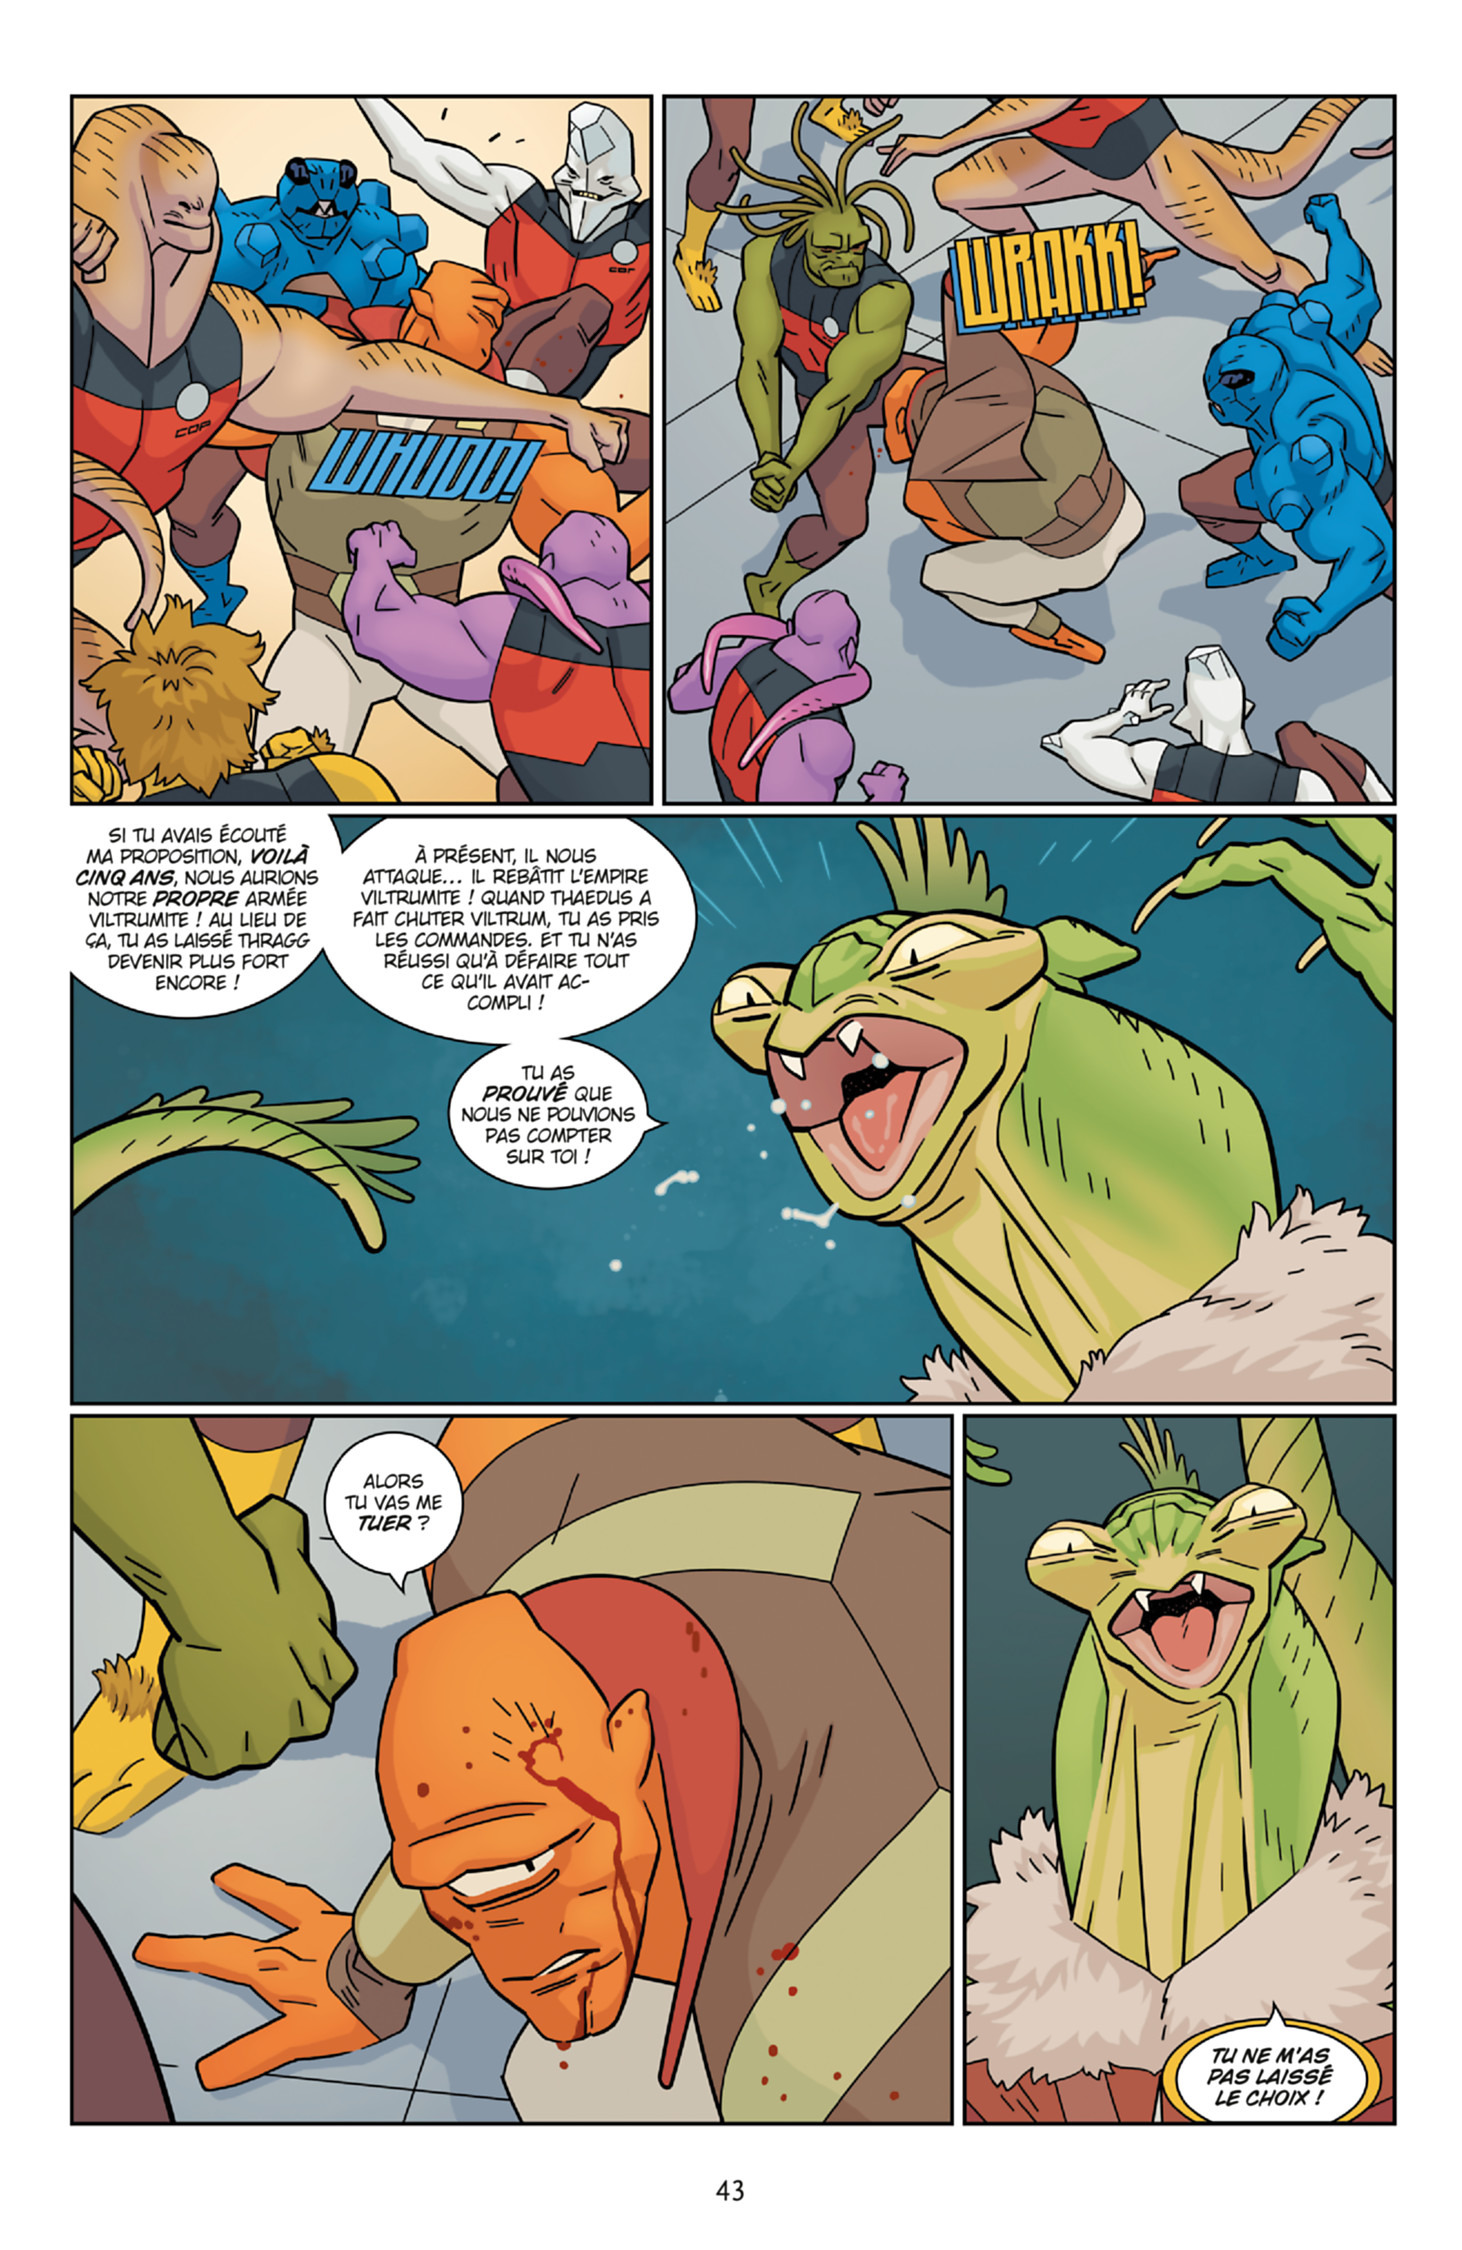 CDP
CDP
WHUDD!
WRAKK!
SI TU AVAIS ÉCOUTÉ
MA PROPOSITION, VOILÀ
CINQ ANS, NOUS AURIONS
NOTRE PROPRE ARMÉE
VILTRUMITE ! AU LIEU DE
ÇA, TU AS LAISSÉ THRAGG
DEVENIR PLUS FORT
ENCORE !
À PRÉSENT, IL NOUS
ATTAQUE... IL REBÂTIT L'EMPIRE
VILTRUMITE ! QUAND THAEDUS A
FAIT CHUTER VILTRUM, TU AS PRIS
LES COMMANDES. ET TU N'AS
RÉUSSI QU'À DÉFAIRE TOUT
CE QU'IL AVAIT AC-
COMPLI !
TU AS
PROUVÉ QUE
NOUS NE POUVIONS
PAS COMPTER
SUR TOI !
ALORS
TU VAS ME
TUER ?
TU NE M'AS
PAS LAISSÉ
LE CHOIX !
43